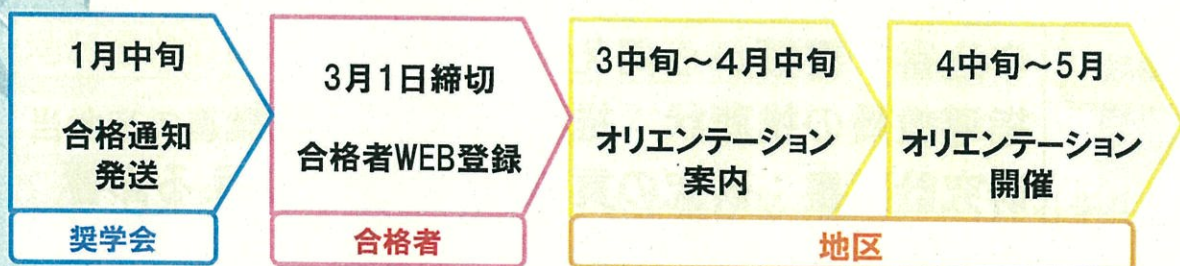 1月中旬
合格通知
発送
奨学会
3月1日締切
合格者WEB登録
合格者
3中旬～4月中旬
オリエンテーション
案内
4中旬～5月
オリエンテーション
開催
地区